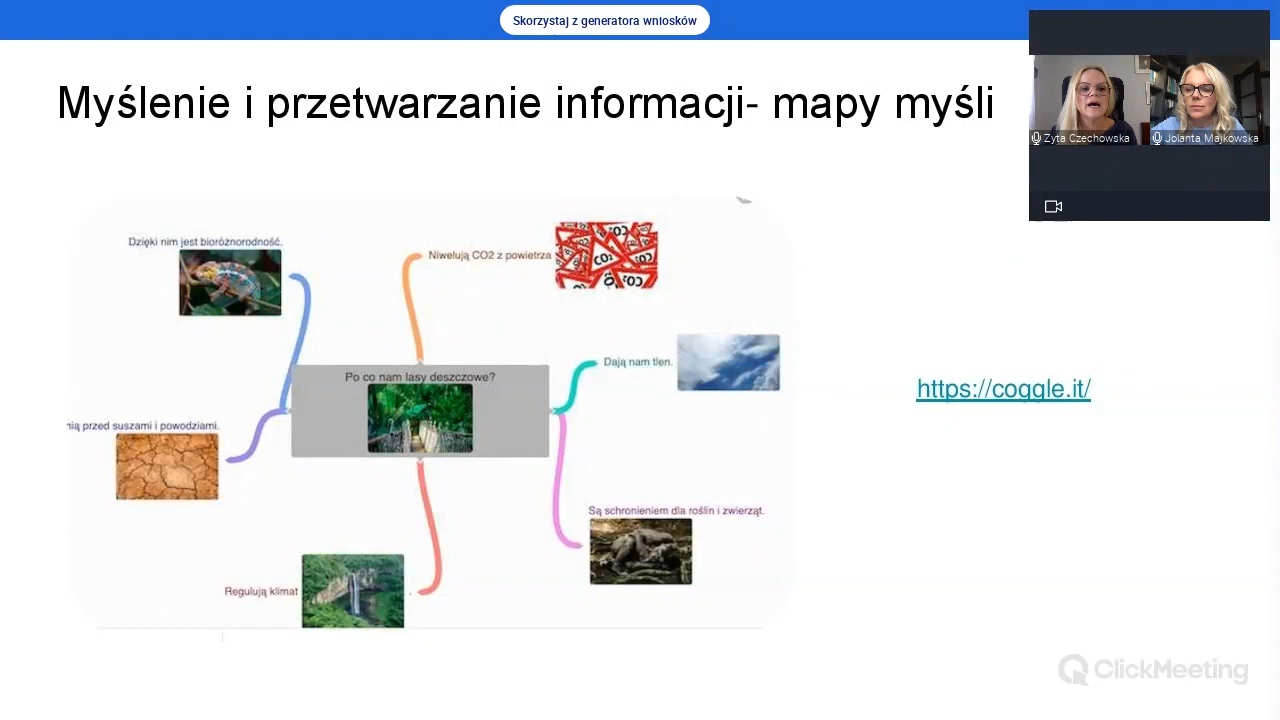 Skorzystaj z generatora wniosków
Myślenie i przetwarzanie informacji- mapy myśli
Zyta Czechowska
Jolanta Majkowska
Dzięki nim jest bioróżnorodność.
Niwelują CO2 z powietrza
CO2
Dają nam tlen.
Po co nam lasy deszczowe?
https://coggle.it/
przed suszami i powodziami.
Są schronieniem dla roślin i zwierząt.
Regulują klimat
ClickMeeting